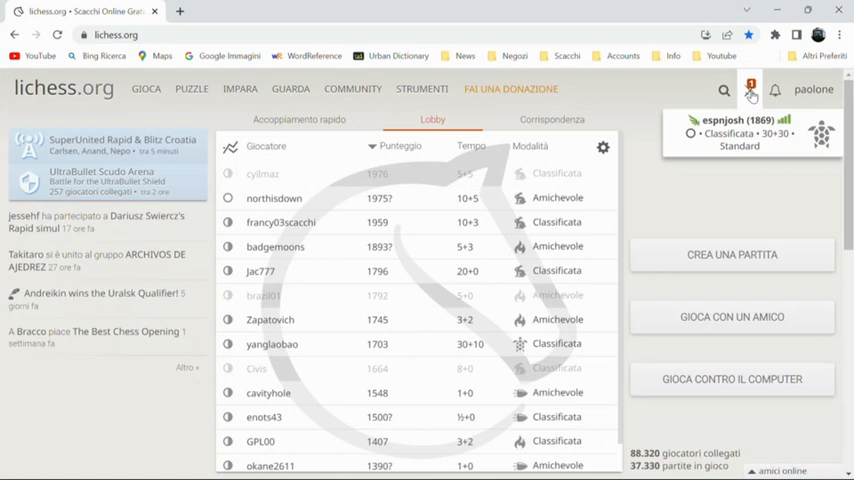 lichess.org • Scacchi Online Grat
lichess.org
YouTube
Bing Ricerca
Maps
Google Immagini
WordReference
Urban Dictionary
News
Negozi
Scacchi
Accounts
Info
Youtube
Altri Preferiti
lichess.org
GIOCA
PUZZLE
IMPARA
GUARDA
COMMUNITY
STRUMENTI
FAI UNA DONAZIONE
1
paolone
espnjosh (1869)
• Classificata • 30+30 •
Standard
SuperUnited Rapid & Blitz Croatia
Carlsen, Anand, Nepo • tra 5 minuti
UltraBullet Scudo Arena
Battle for the UltraBullet Shield
257 giocatori collegati • tra 2 ore
jessehf ha partecipato a Dariusz Swiercz's
Rapid simul 17 ore fa
Takitaro si è unito al gruppo ARCHIVOS DE
AJEDREZ 27 ore fa
Andreikin wins the Uralsk Qualifier! 5
giorni fa
A Bracco piace The Best Chess Opening 1
settimana fa
Altro »
Accoppiamento rapido
Lobby
Corrispondenza
Giocatore Punteggio Tempo Modalità
cyilmaz 1976 5+5 Classificata
northisdown 1975? 10+5 Amichevole
francy03scacchi 1959 10+3 Classificata
badgemoons 1893? 5+3 Amichevole
Jac777 1796 20+0 Classificata
brazil01 1792 5+0 Amichevole
Zapatovich 1745 3+2 Amichevole
yanglaobao 1703 30+10 Classificata
Civis 1664 8+0 Classificata
cavityhole 1548 1+0 Amichevole
enots43 1500? ½+0 Classificata
GPL00 1407 3+2 Classificata
okane2611 1390? 1+0 Amichevole
CREA UNA PARTITA
GIOCA CON UN AMICO
GIOCA CONTRO IL COMPUTER
88.320 giocatori collegati
37.330 partite in gioco
amici online